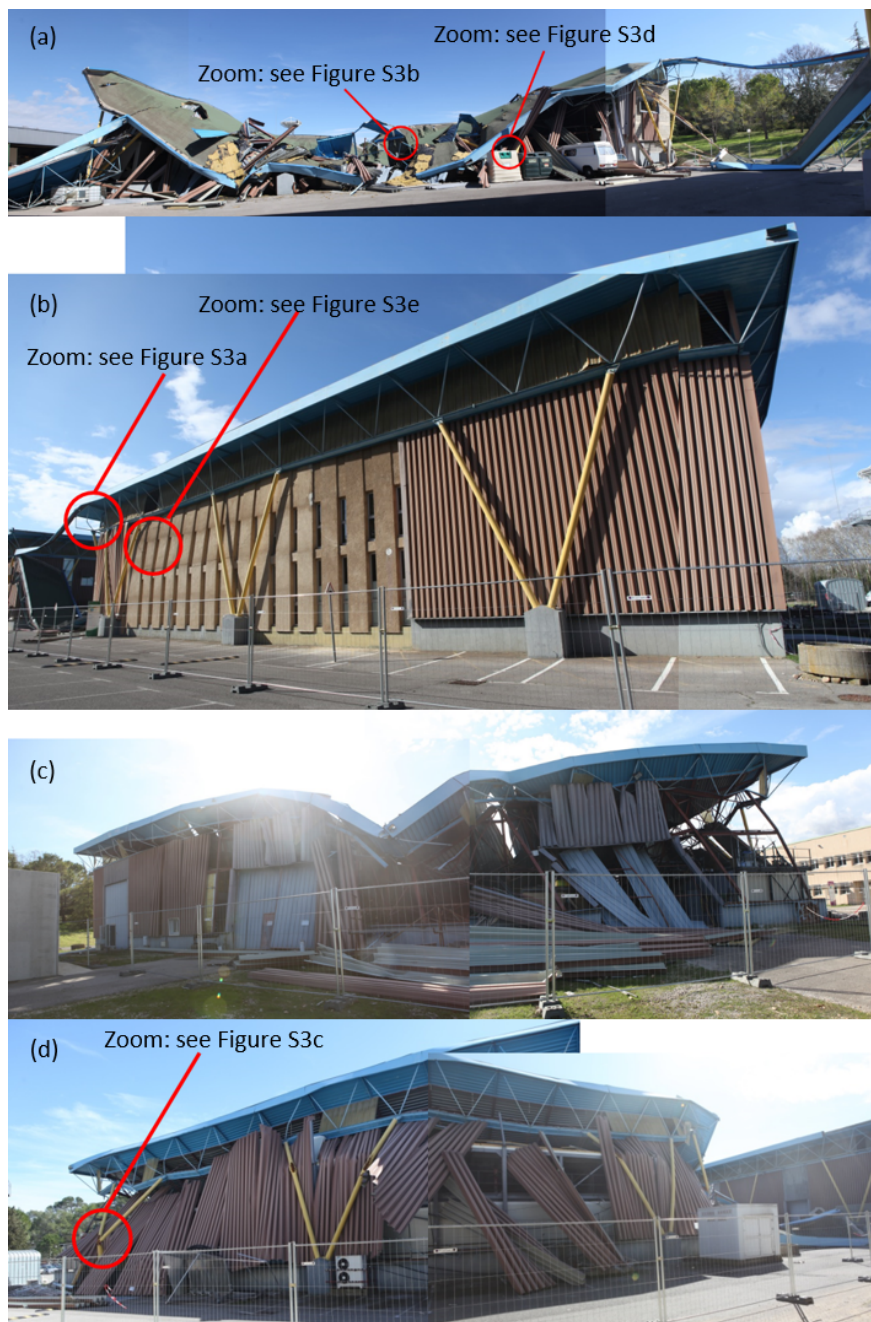 (a)
Zoom: see Figure S3d
Zoom: see Figure S3b
(b)
Zoom: see Figure S3e
Zoom: see Figure S3a
(c)
(d)
Zoom: see Figure S3c